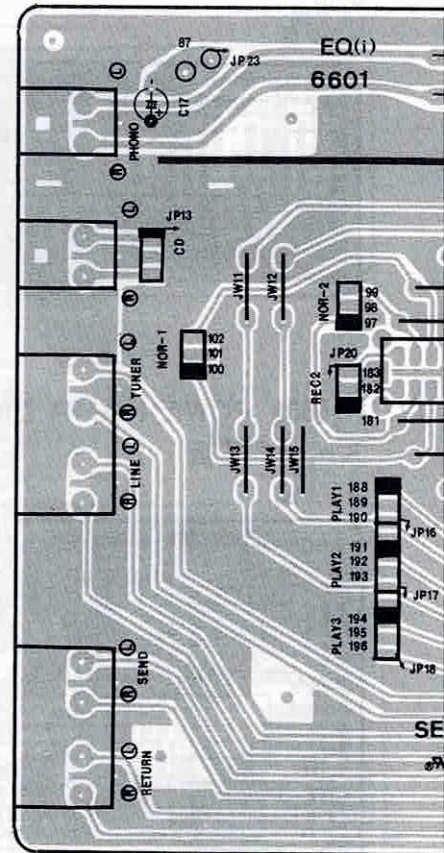 EQ(i)
6601
87
JP23
C17
L
PHONO
R
L
JP13
CD
R
JW11
JW12
NOR-2
99
98
97
L
NOR-1
102
101
100
JP20
REC2
183
182
181
TUNER
R
L
LINE
R
JW13
JW14
JW15
PLAY1
188
189
190
JP16
PLAY2
191
192
193
JP17
PLAY3
194
195
196
JP18
L
SEND
R
L
RETURN
R
SE